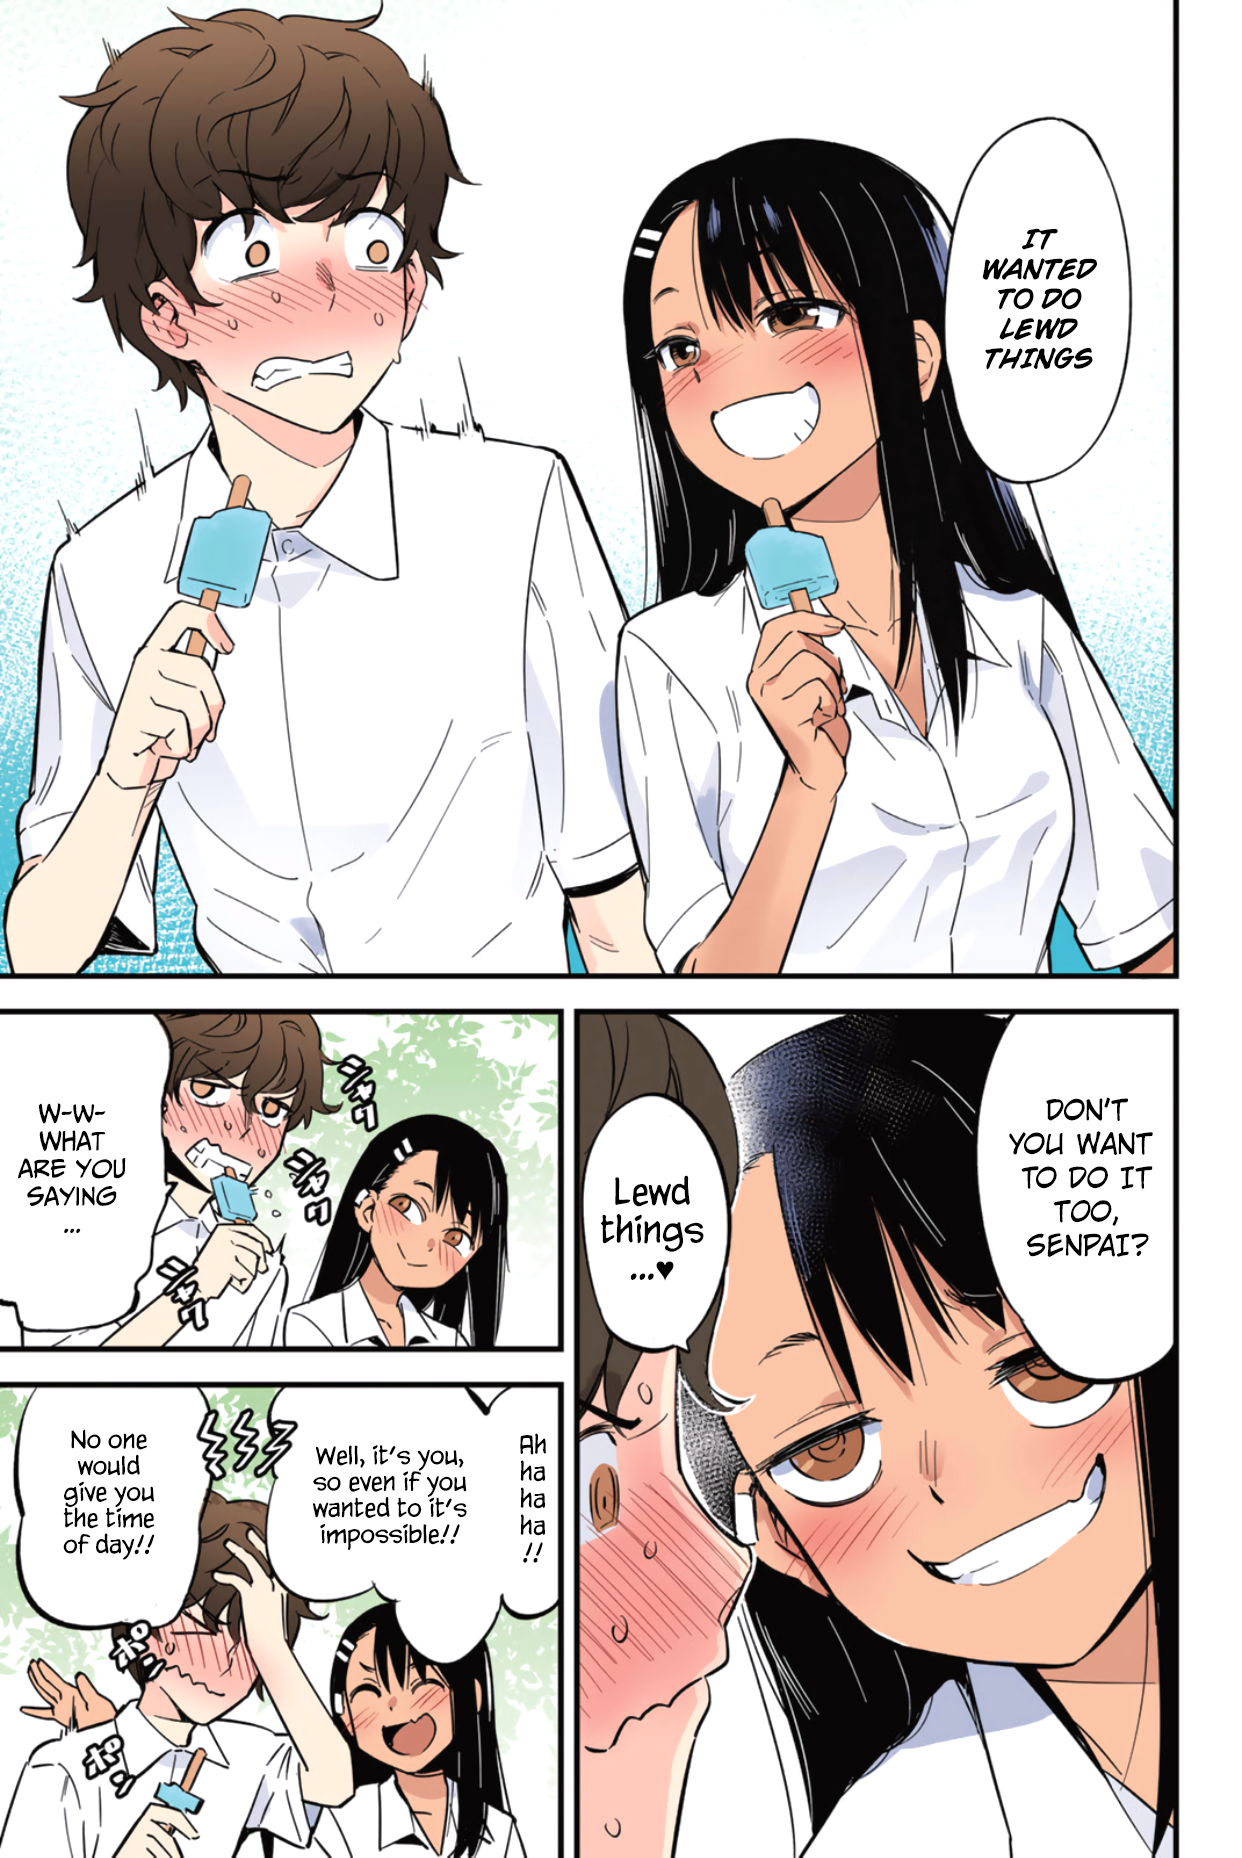 IT
WANTED
TO DO
LEWD
THINGS
DON'T
YOU WANT
TO DO IT
TOO,
SENPAI?
Lewd
things
...♥
シャク
シャク
シャク
W-W-
WHAT
ARE YOU
SAYING
...
Ah
ha
ha
ha
!!
Well, it's you,
so even if you
wanted to it's
impossible!!
No one
would
give you
the time
of day!!
ポン
ポン